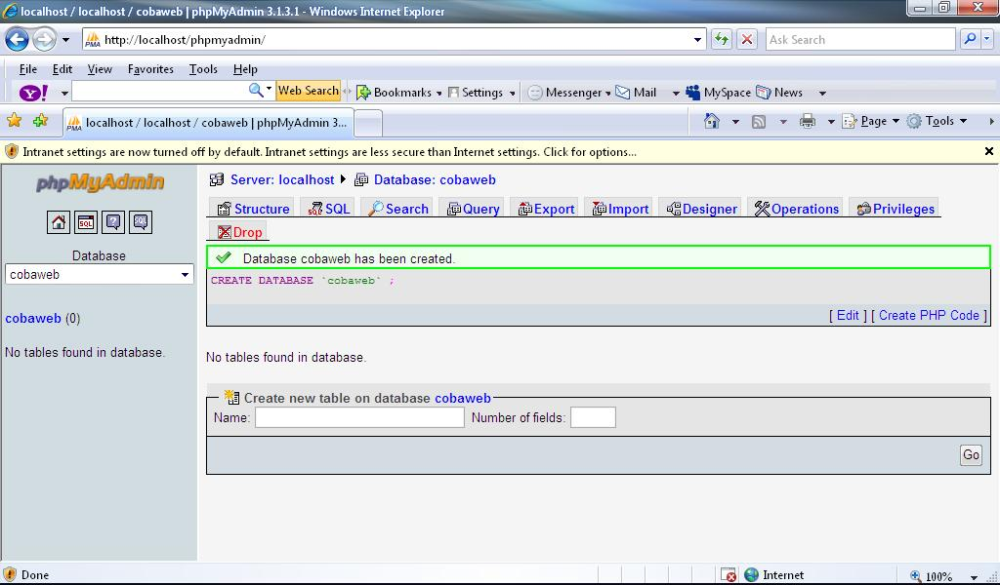 localhost / localhost / cobaweb | phpMyAdmin 3.1.3.1 - Windows Internet Explorer
http://localhost/phpmyadmin/
Ask Search
File Edit View Favorites Tools Help
Y! Web Search Bookmarks Settings Messenger Mail MySpace News
PMA localhost / localhost / cobaweb | phpMyAdmin 3... Page Tools
Intranet settings are now turned off by default. Intranet settings are less secure than Internet settings. Click for options...
phpMyAdmin
SQL
Database
cobaweb
cobaweb (0)
No tables found in database.
Server: localhost Database: cobaweb
Structure SQL Search Query Export Import Designer Operations Privileges
Drop
Database cobaweb has been created.
CREATE DATABASE `cobaweb` ;
[ Edit ] [ Create PHP Code ]
No tables found in database.
Create new table on database cobaweb
Name: Number of fields:
Go
Done Internet 100%